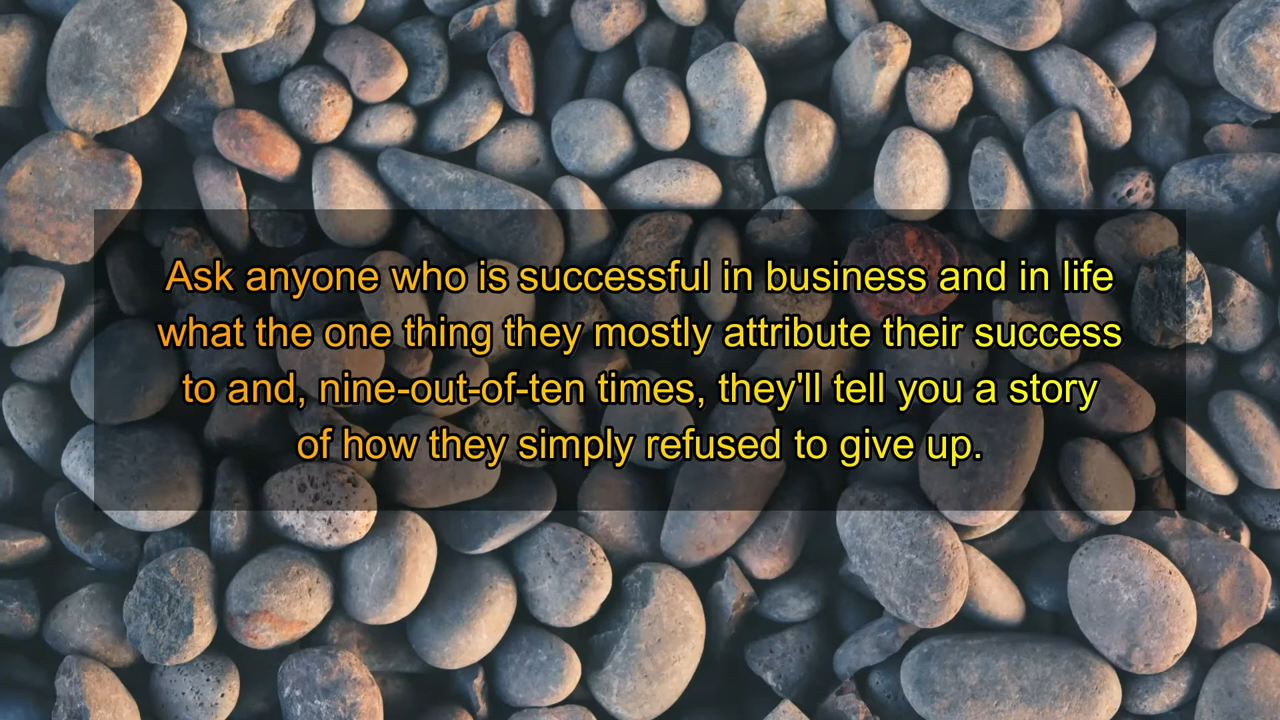 Ask anyone who is successful in business and in life
what the one thing they mostly attribute their success
to and, nine-out-of-ten times, they'll tell you a story
of how they simply refused to give up.